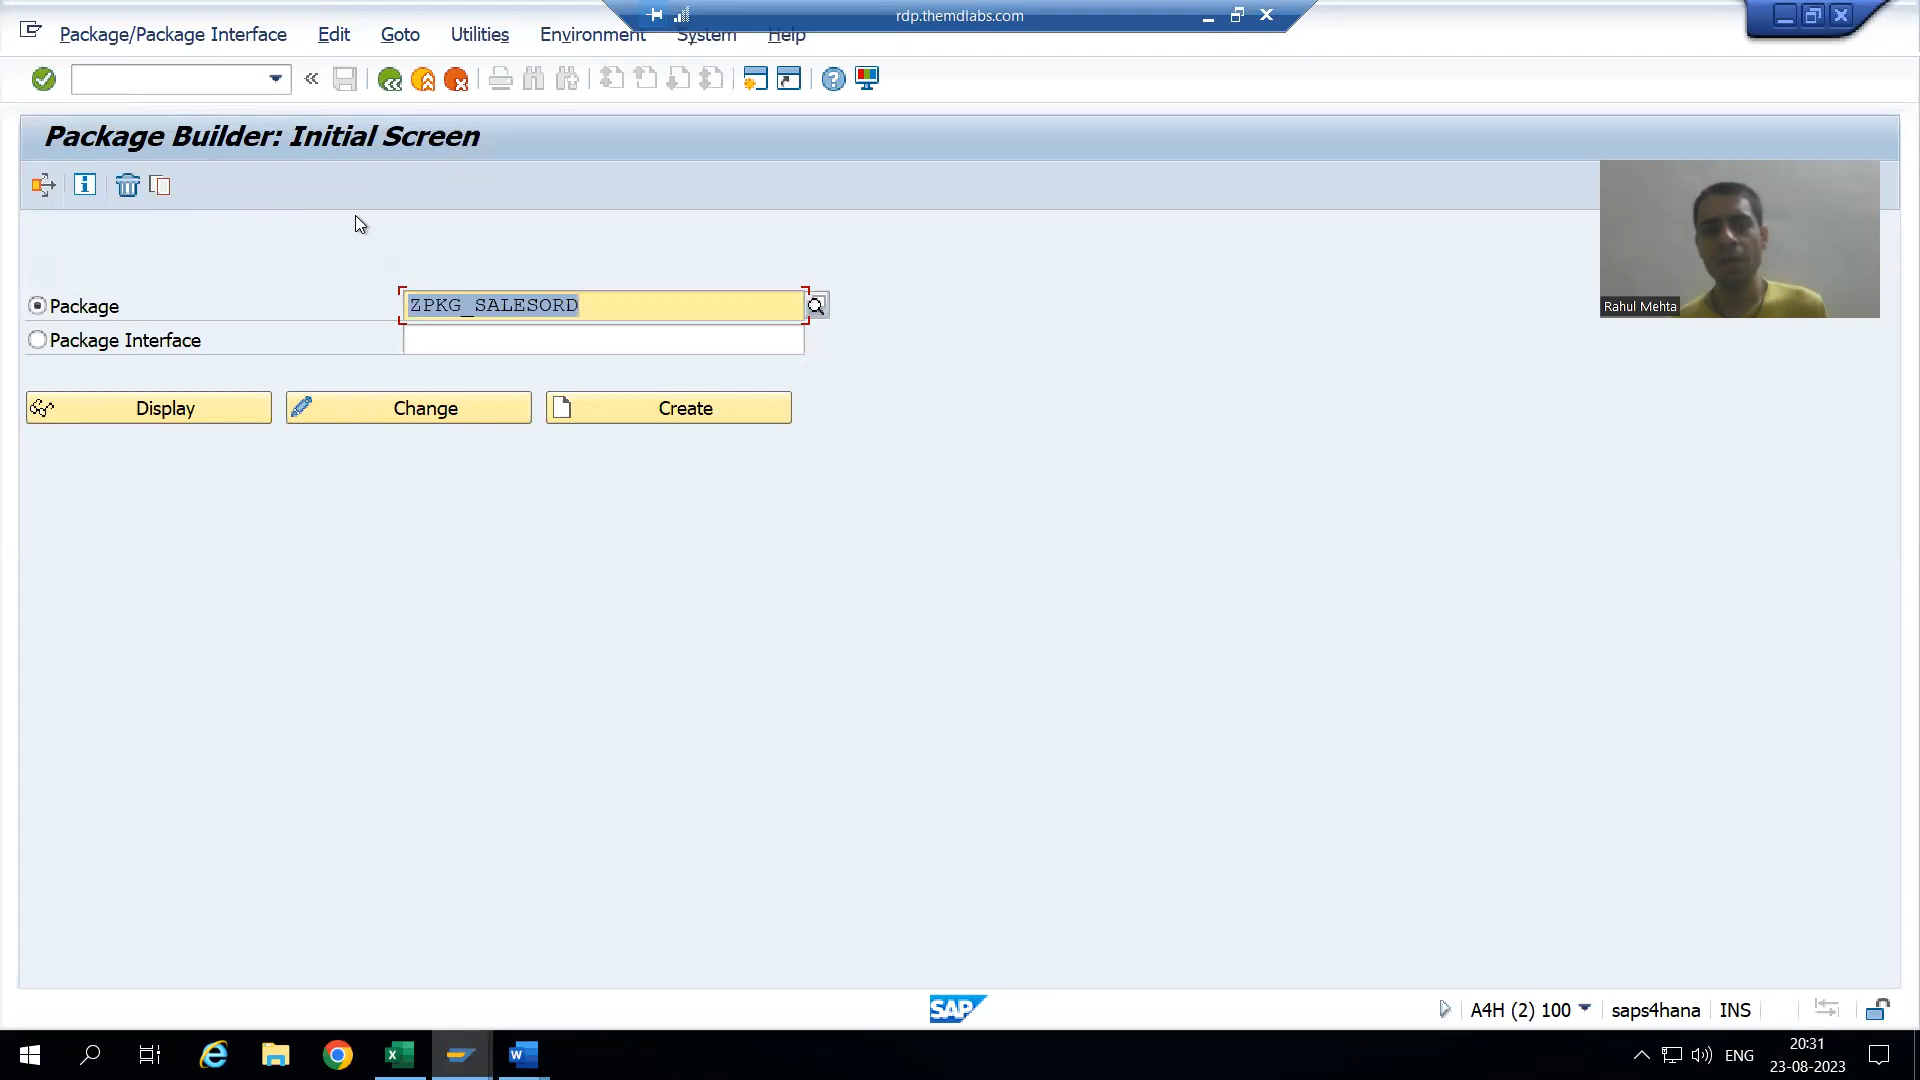 rdp.themdlabs.com
Package/Package Interface Edit Goto Utilities Environment System Help
Package Builder: Initial Screen
Rahul Mehta
Package ZPKG_SALESORD
Package Interface
Display Change Create
SAP
A4H (2) 100 saps4hana INS
ENG
20:31
23-08-2023